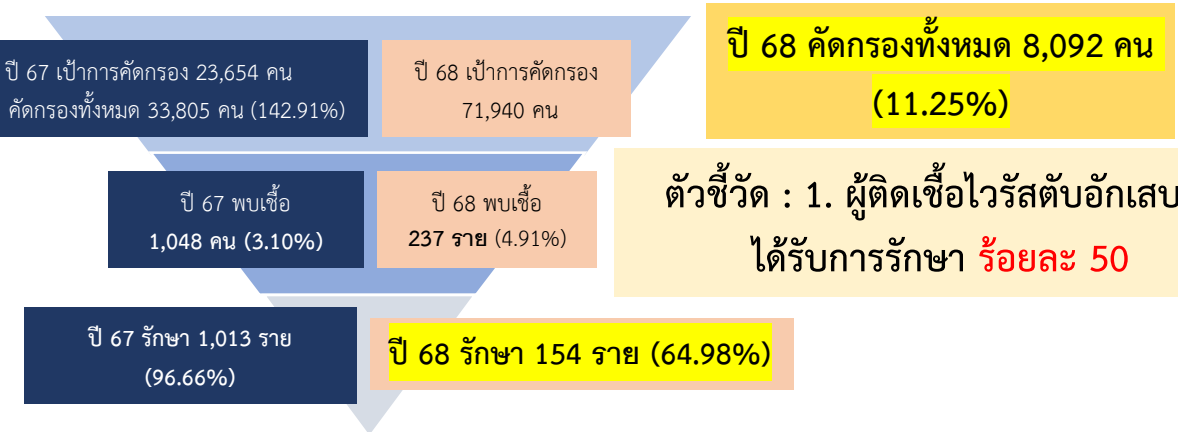 ปี 67 เป้าการคัดกรอง 23,654 คน
คัดกรองทั้งหมด 33,805 คน (142.91%)
ปี 68 เป้าการคัดกรอง
71,940 คน
ปี 68 คัดกรองทั้งหมด 8,092 คน
(11.25%)
ปี 67 พบเชื้อ
1,048 คน (3.10%)
ปี 68 พบเชื้อ
237 ราย (4.91%)
ตัวชี้วัด : 1. ผู้ติดเชื้อไวรัสตับอักเสบ
ได้รับการรักษา ร้อยละ 50
ปี 67 รักษา 1,013 ราย
(96.66%)
ปี 68 รักษา 154 ราย (64.98%)